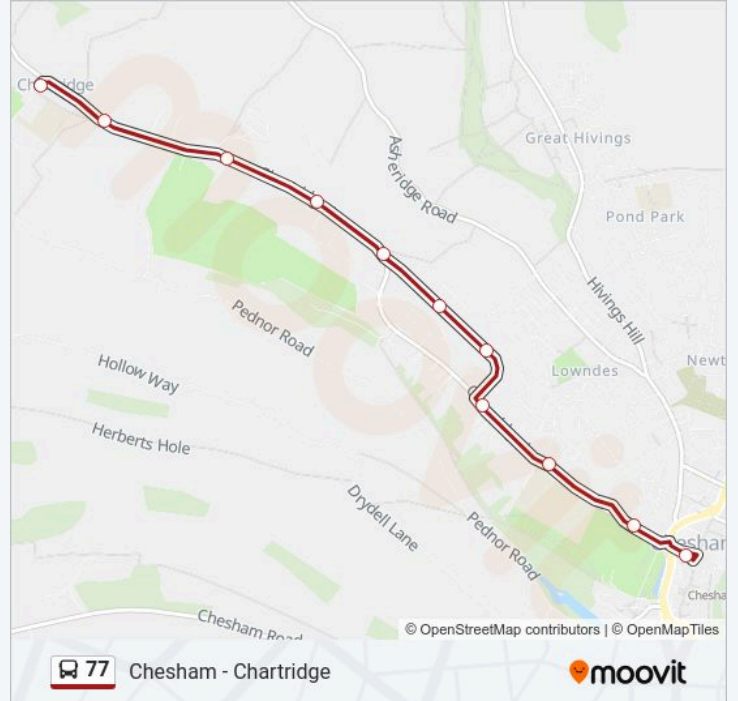 Great Hivings
Asheridge Road
Pond Park
Hivings Hill
Pednor Road
Hollow Way
Lowndes
Herberts Hole
Drydell Lane
Pednor Road
Chesham Road
© OpenStreetMap contributors | © OpenMapTiles
77 Chesham - Chartridge
moovit